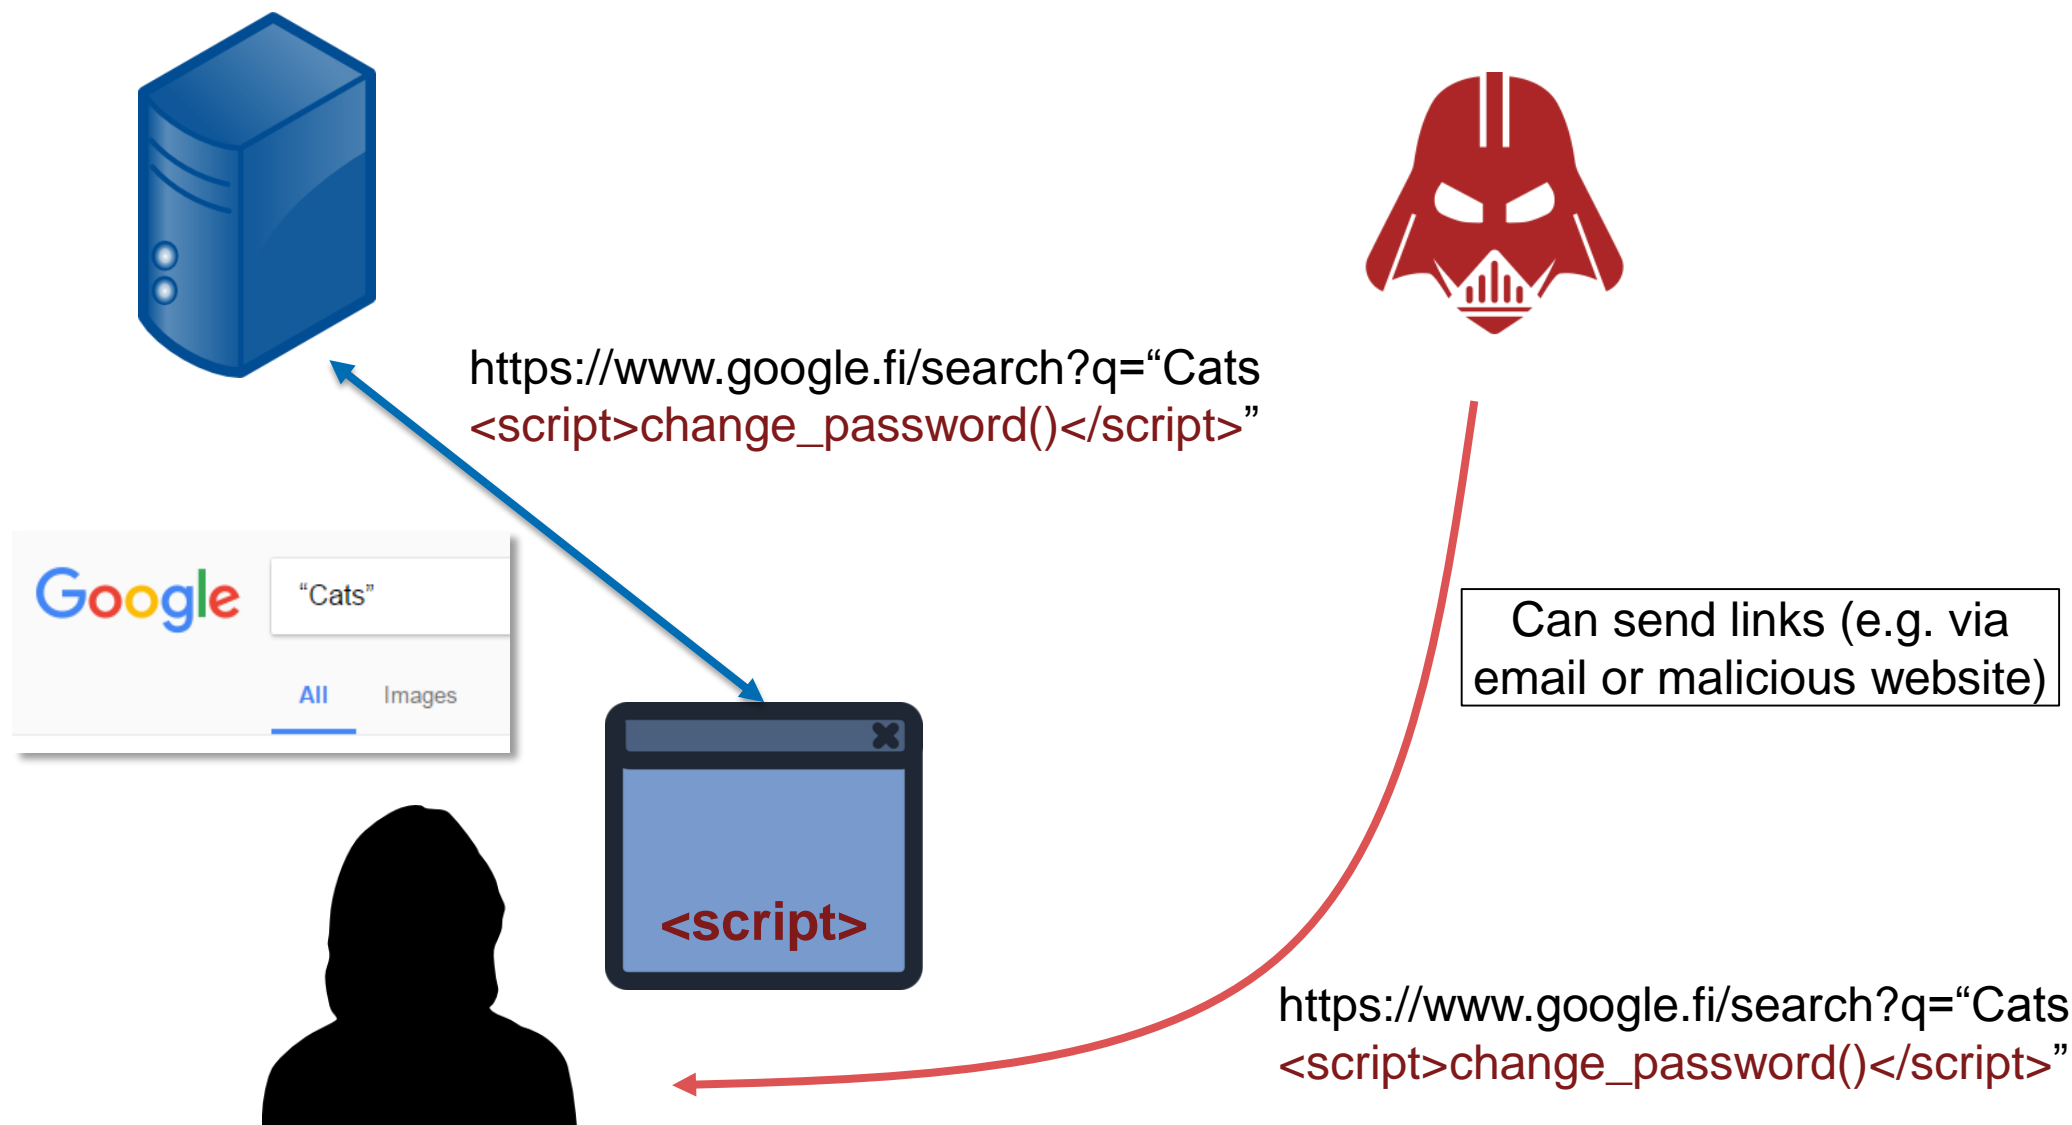 https://www.google.fi/search?q=“Cats
<script>change_password()</script>”
Google
“Cats”
All Images
Can send links (e.g. via
email or malicious website)
<script>
https://www.google.fi/search?q=“Cats
<script>change_password()</script>”